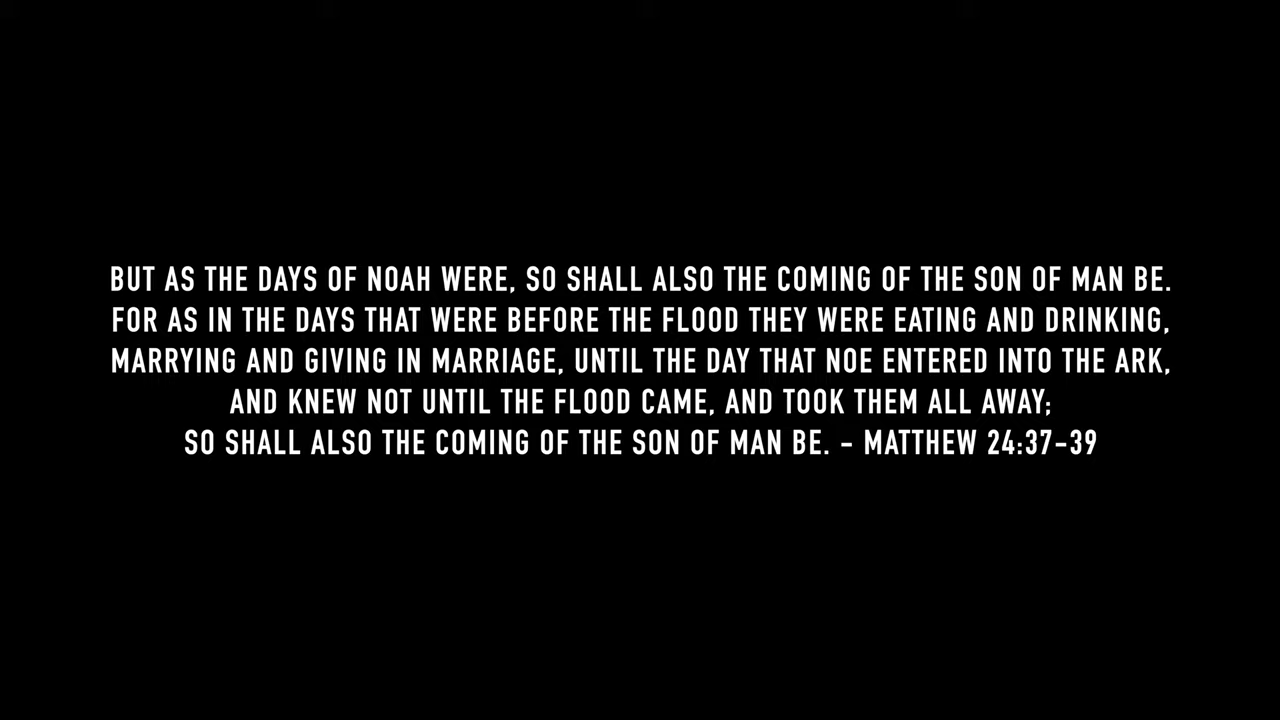 BUT AS THE DAYS OF NOAH WERE, SO SHALL ALSO THE COMING OF THE SON OF MAN BE.
FOR AS IN THE DAYS THAT WERE BEFORE THE FLOOD THEY WERE EATING AND DRINKING,
MARRYING AND GIVING IN MARRIAGE, UNTIL THE DAY THAT NOE ENTERED INTO THE ARK,
AND KNEW NOT UNTIL THE FLOOD CAME, AND TOOK THEM ALL AWAY;
SO SHALL ALSO THE COMING OF THE SON OF MAN BE. - MATTHEW 24:37-39